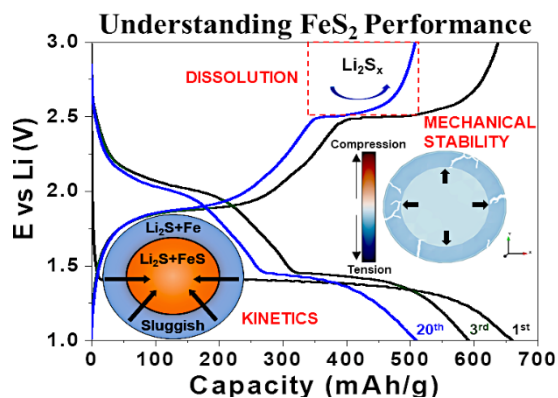 Understanding FeS₂ Performance
E vs Li (V)
3.0
2.5
2.0
1.5
1.0
DISSOLUTION
Li₂Sₓ
MECHANICAL
STABILITY
Compression
Tension
Li₂S+Fe
Li₂S+FeS
Sluggish
KINETICS
20th
3rd
1st
0 100 200 300 400 500 600 700
Capacity (mAh/g)